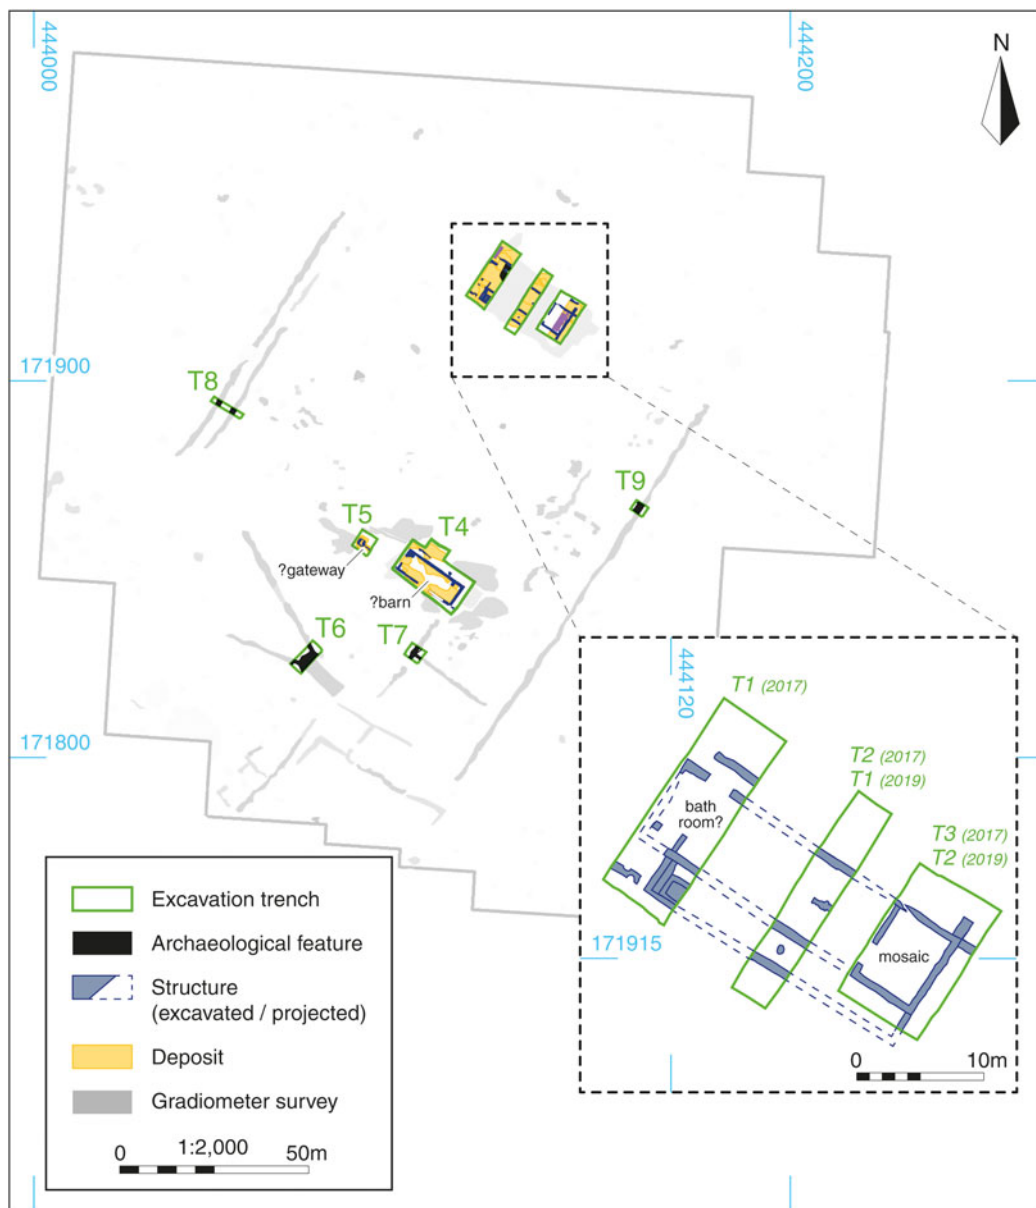 444000
444200
N
171900
T8
T9
T5
T4
?gateway
?barn
T6
T7
171800
444120
T1 (2017)
T2 (2017)
T1 (2019)
bath
room?
T3 (2017)
T2 (2019)
171915
mosaic
0 10m
Excavation trench
Archaeological feature
Structure
(excavated / projected)
Deposit
Gradiometer survey
0 1:2,000 50m